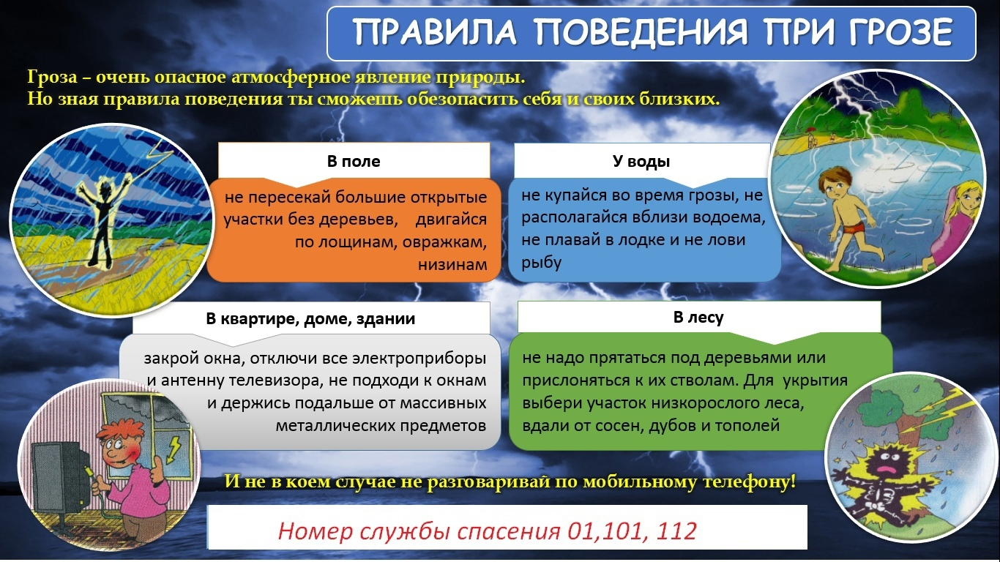 ПРАВИЛА ПОВЕДЕНИЯ ПРИ ГРОЗЕ
Гроза – очень опасное атмосферное явление природы.
Но зная правила поведения ты сможешь обезопасить себя и своих близких.
В поле
не пересекай большие открытые
участки без деревьев, двигайся
по лощинам, овражкам,
низинам
У воды
не купайся во время грозы, не
располагайся вблизи водоема,
не плавай в лодке и не лови
рыбу
В квартире, доме, здании
закрой окна, отключи все электроприборы
и антенну телевизора, не подходи к окнам
и держись подальше от массивных
металлических предметов
В лесу
не надо прятаться под деревьями или
прислоняться к их стволам. Для укрытия
выбери участок низкорослого леса,
вдали от сосен, дубов и тополей
И не в коем случае не разговаривай по мобильному телефону!
Номер службы спасения 01,101, 112